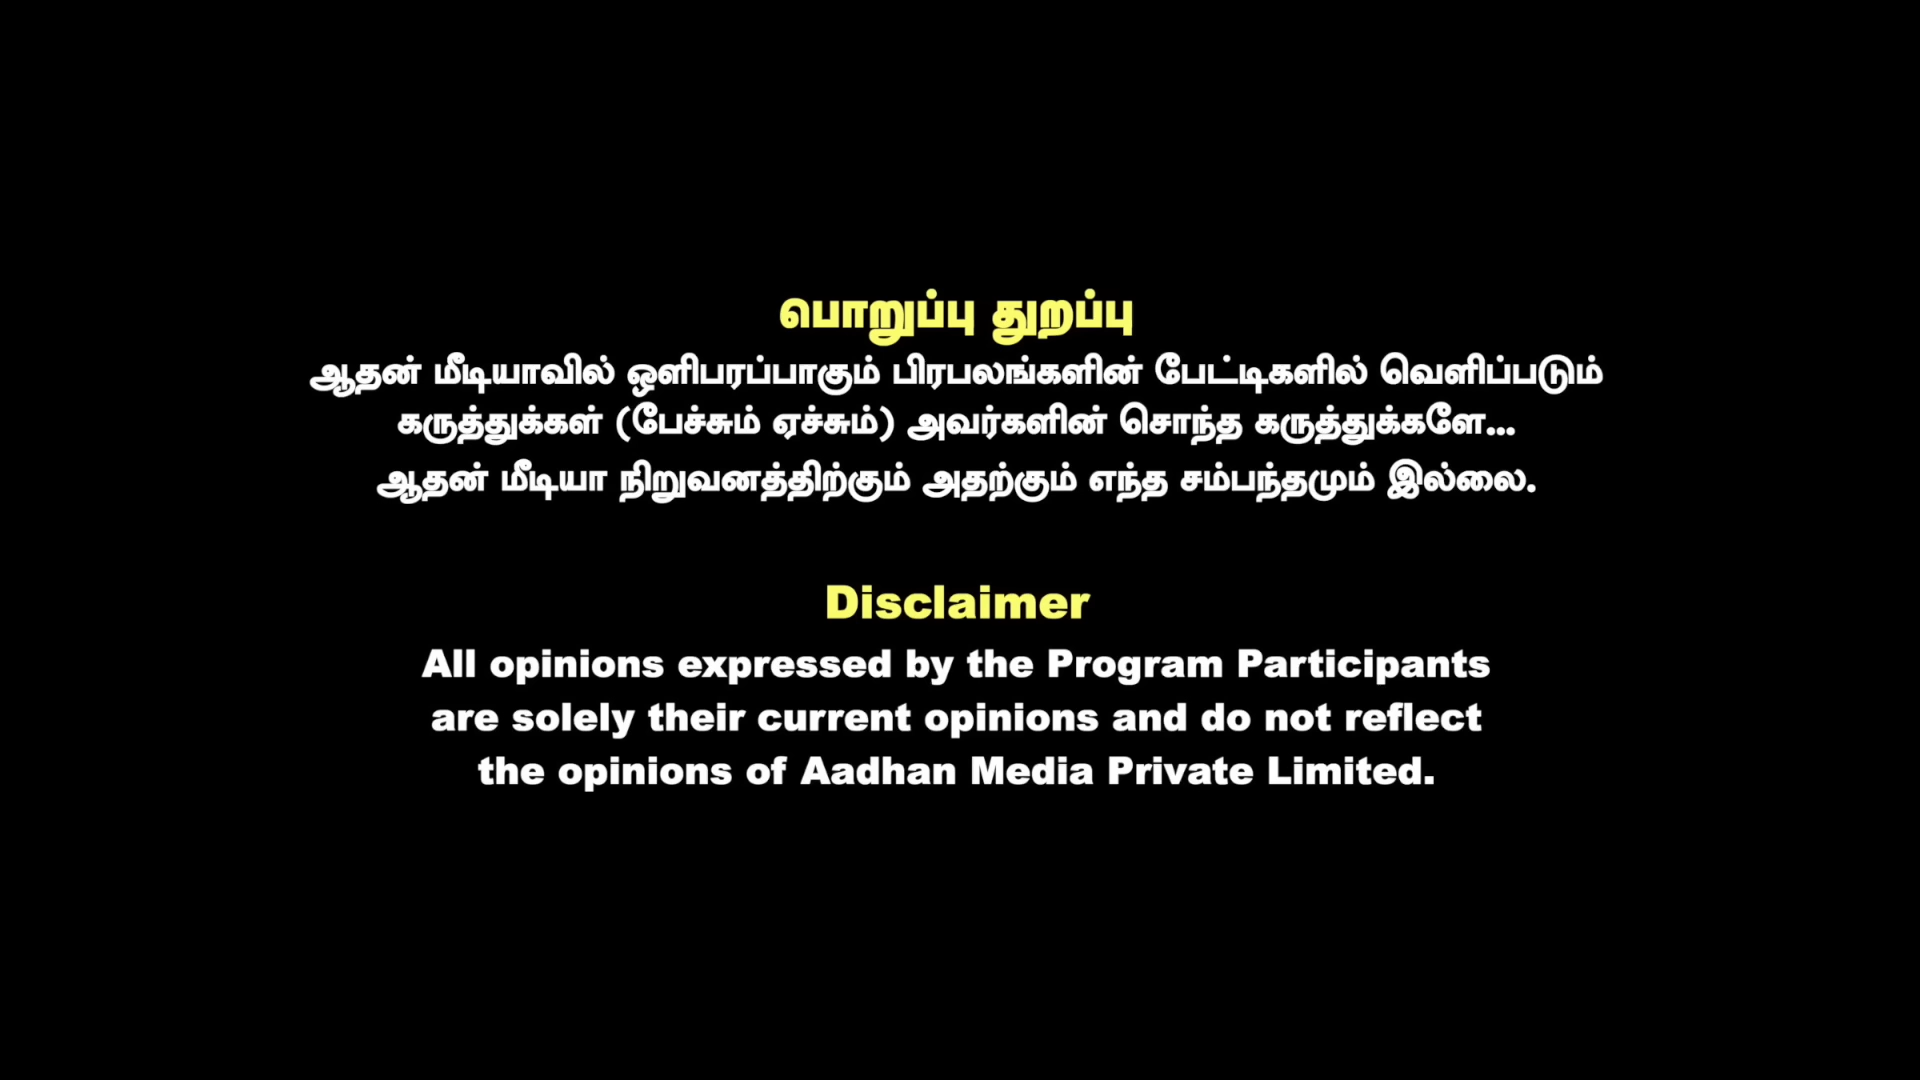 பொறுப்பு துறப்பு
ஆதன் மீடியாவில் ஒளிபரப்பாகும் பிரபலங்களின் பேட்டிகளில் வெளிப்படும்
கருத்துக்கள் (பேச்சும் ஏச்சும்) அவர்களின் சொந்த கருத்துக்களே...
ஆதன் மீடியா நிறுவனத்திற்கும் அதற்கும் எந்த சம்பந்தமும் இல்லை.
Disclaimer
All opinions expressed by the Program Participants
are solely their current opinions and do not reflect
the opinions of Aadhan Media Private Limited.